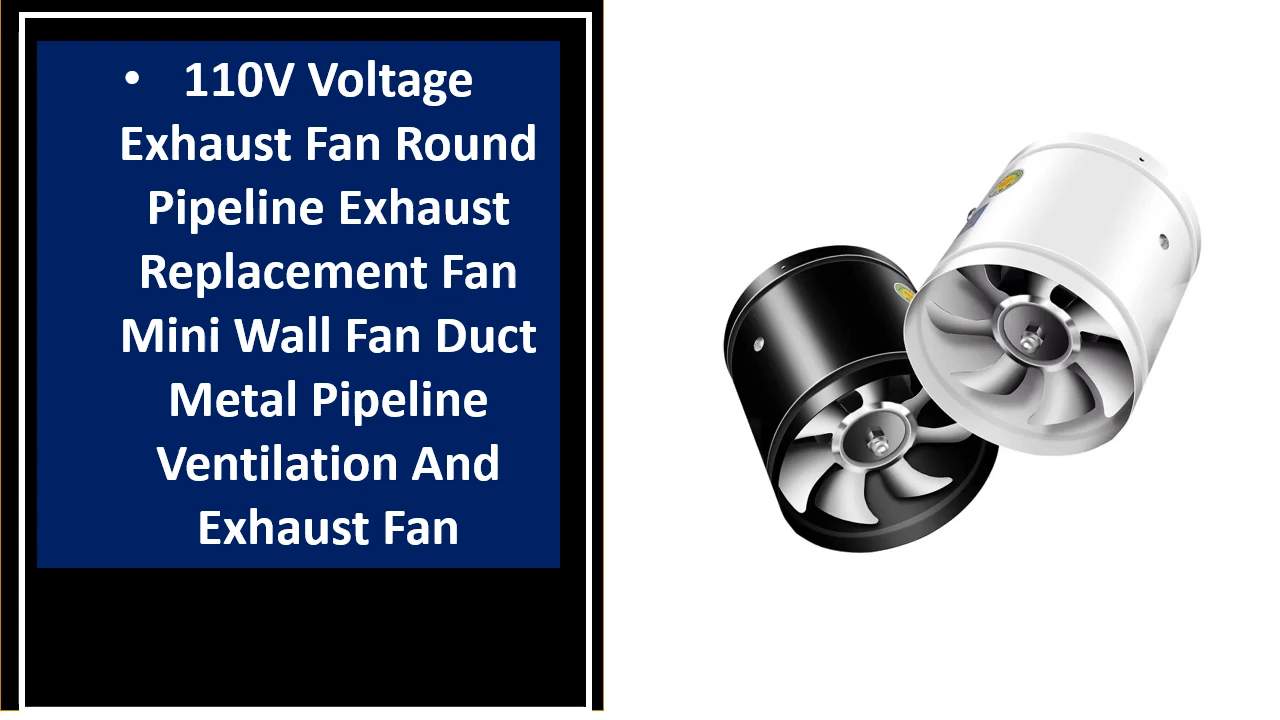 • 110V Voltage
Exhaust Fan Round
Pipeline Exhaust
Replacement Fan
Mini Wall Fan Duct
Metal Pipeline
Ventilation And
Exhaust Fan